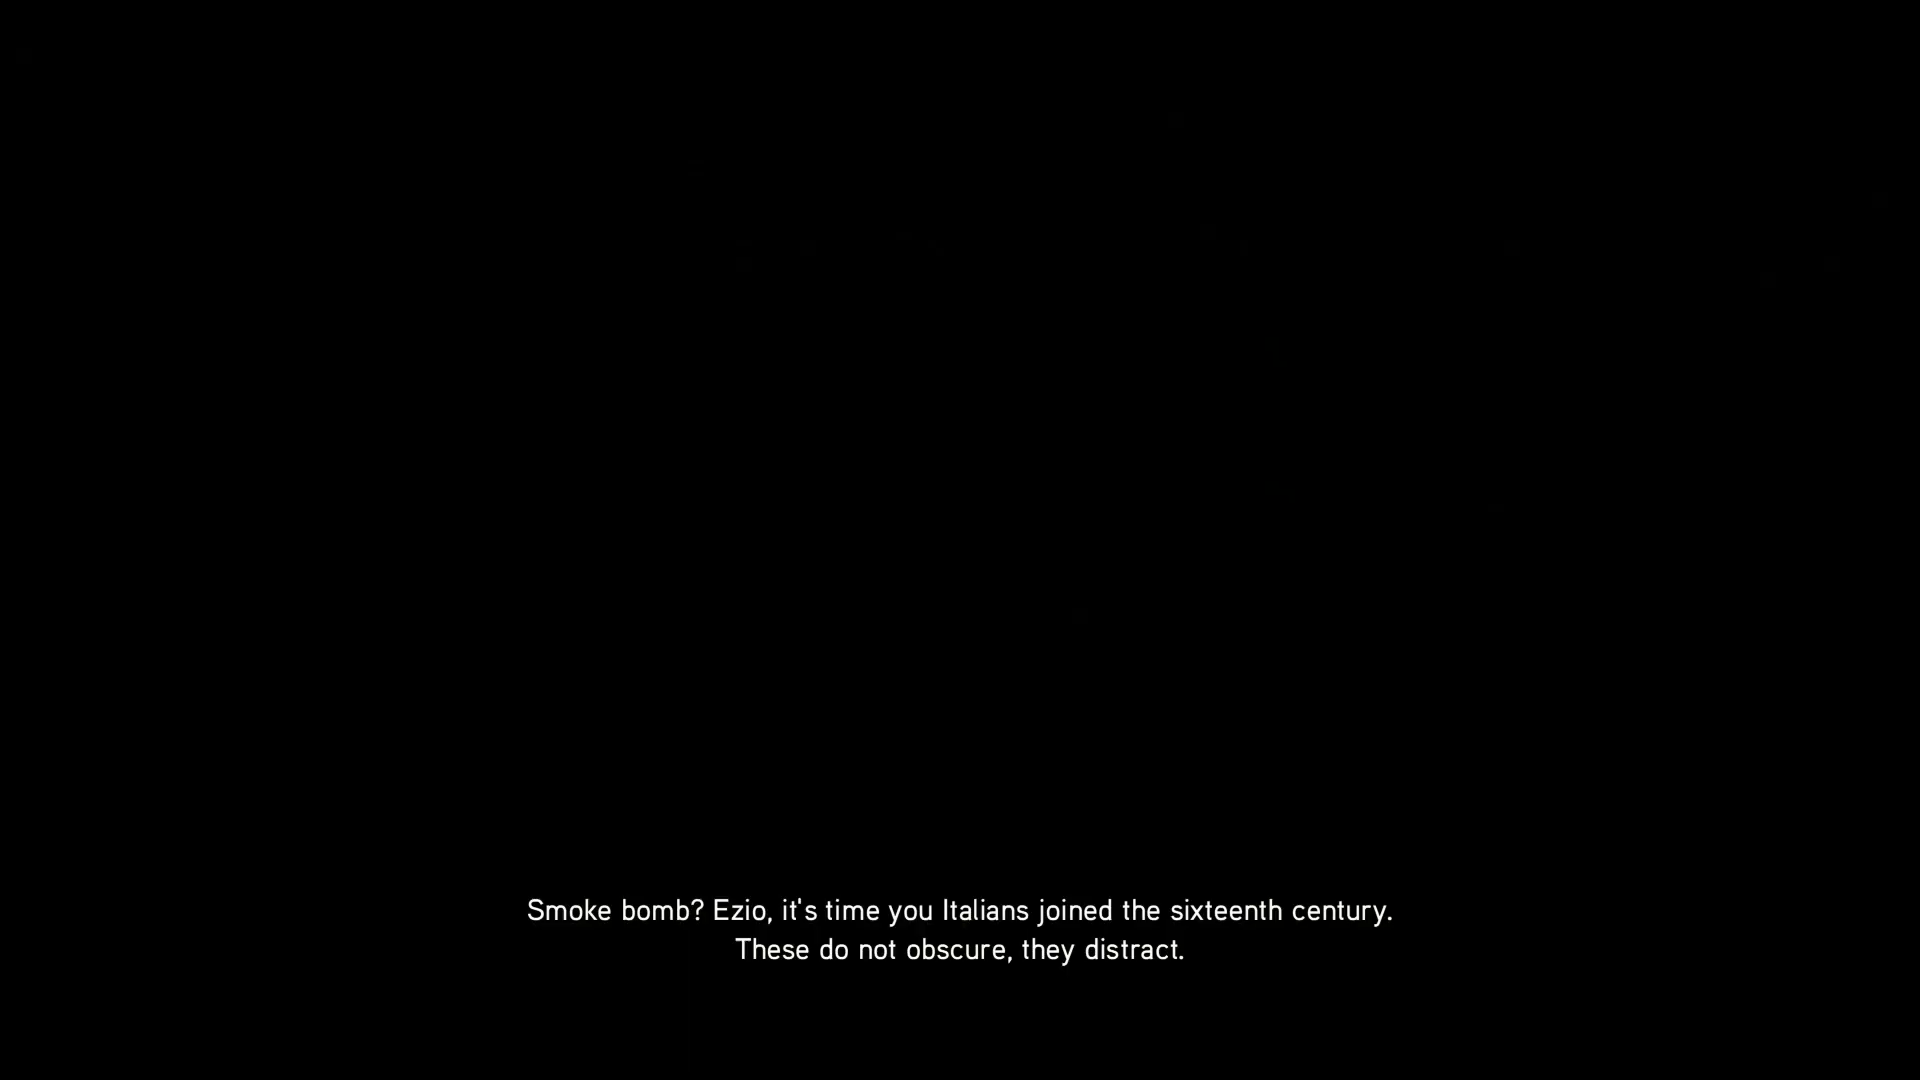 Smoke bomb? Ezio, it's time you Italians joined the sixteenth century.
These do not obscure, they distract.